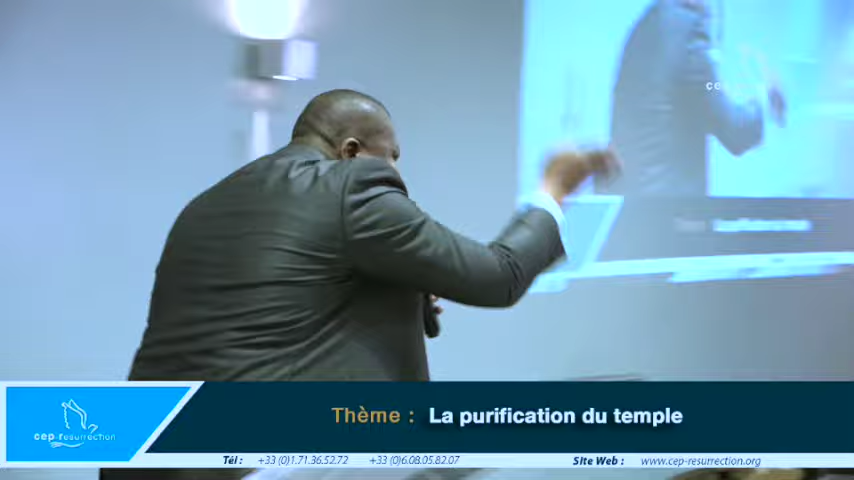 Thème : La purification du temple
cep-resurrection
Tél : +33 (0)1.71.36.52.72 +33 (0)6.08.05.82.07 Site Web : www.cep-resurrection.org